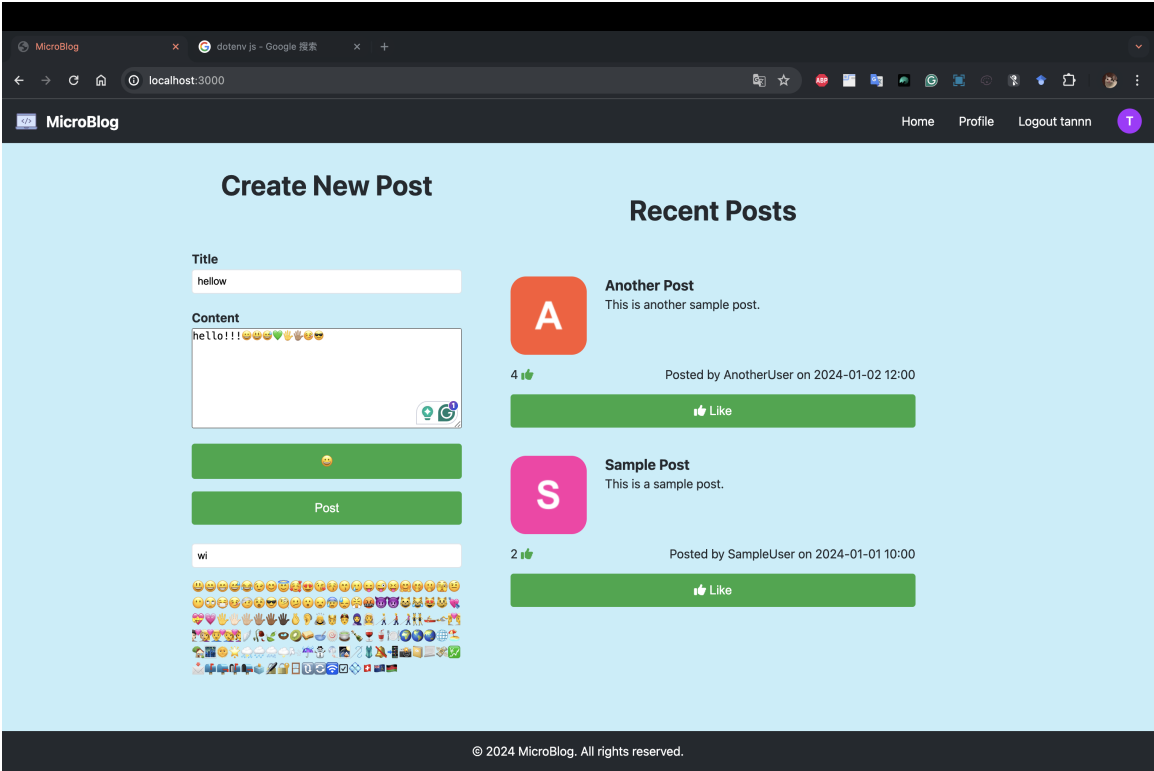 MicroBlog
dotenv js - Google 搜索
localhost:3000
MicroBlog
Home Profile Logout tannn T
Create New Post
Title
hellow
Content
hello!!!😀😃😅💚🖐🖐🏽😊😎
1
😀
Post
wi
Recent Posts
A
Another Post
This is another sample post.
4 Posted by AnotherUser on 2024-01-02 12:00
Like
S
Sample Post
This is a sample post.
2 Posted by SampleUser on 2024-01-01 10:00
Like
© 2024 MicroBlog. All rights reserved.